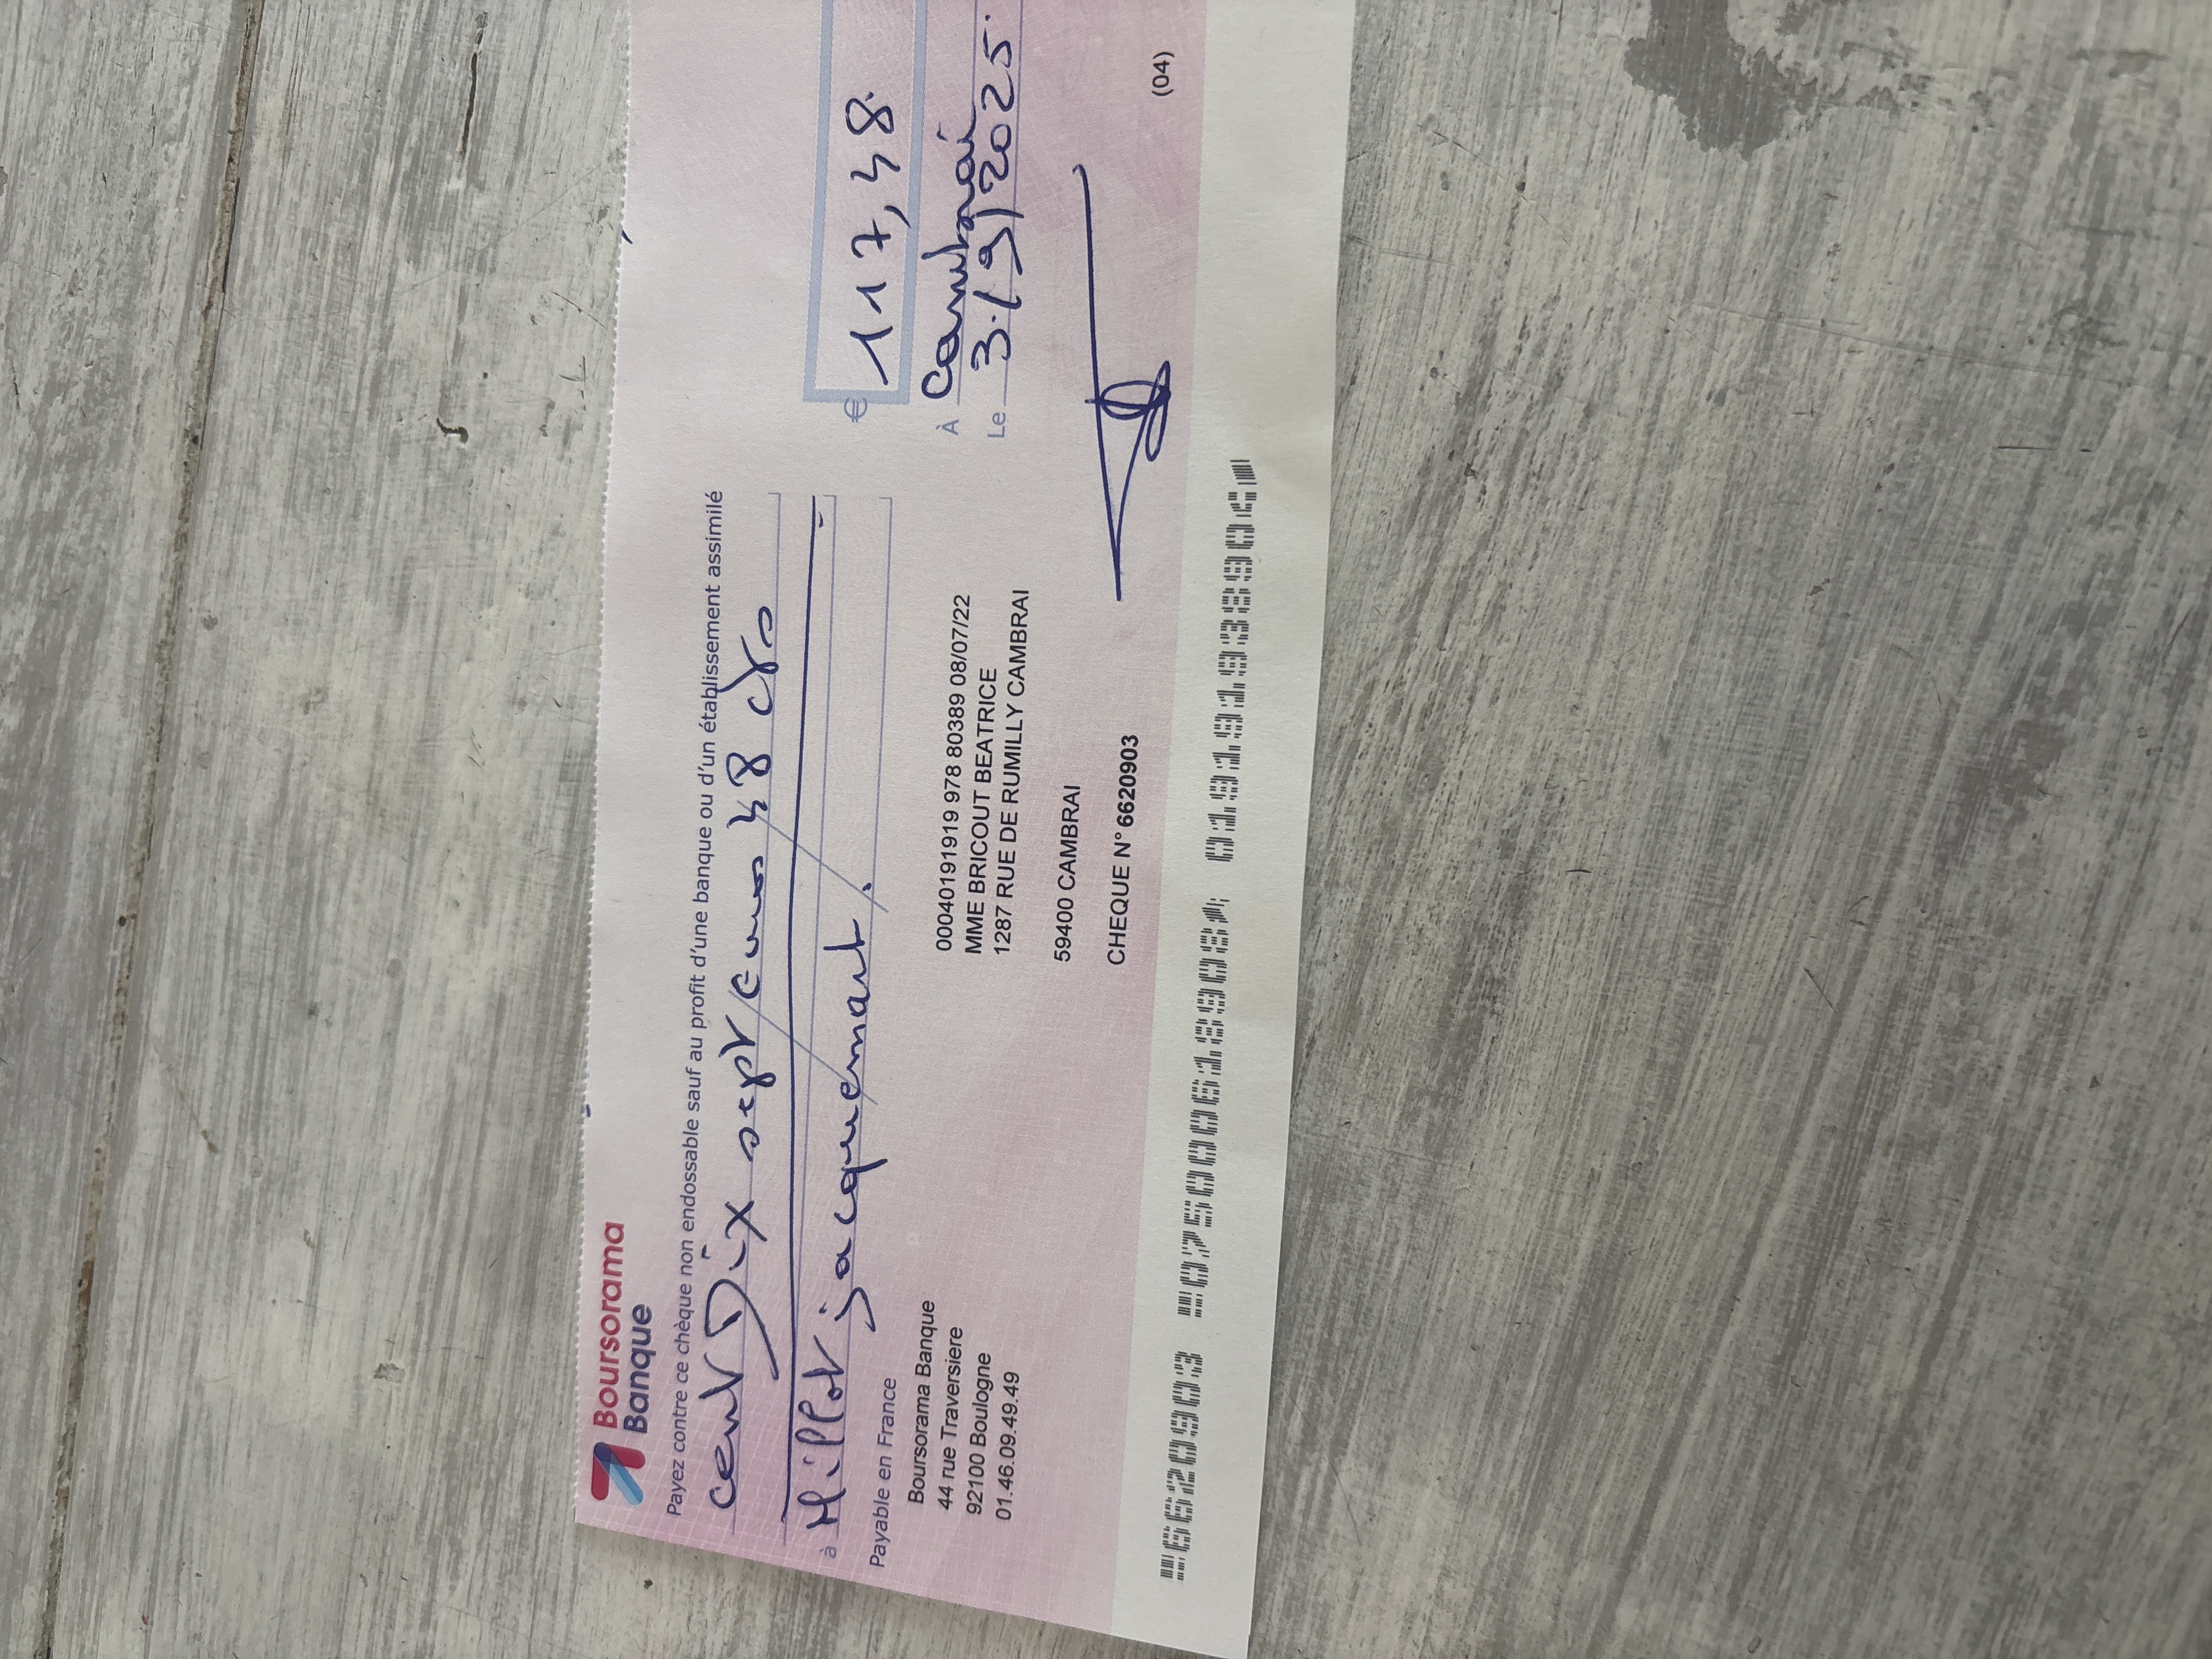 Boursorama
Banque
Payez contre ce chèque non endossable sauf au profit d'une banque ou d'un établissement assimilé
cent Dix sept euros 48 cts
à Millot jacquemart.
€ 117,48.
Payable en France
À Cambrai
Le 3/9/2025.
Boursorama Banque
44 rue Traversiere
92100 Boulogne
01.46.09.49.49
00040191919 978 80389 08/07/22
MME BRICOUT BEATRICE
1287 RUE DE RUMILLY CAMBRAI
59400 CAMBRAI
CHEQUE N° 6620903
(04)